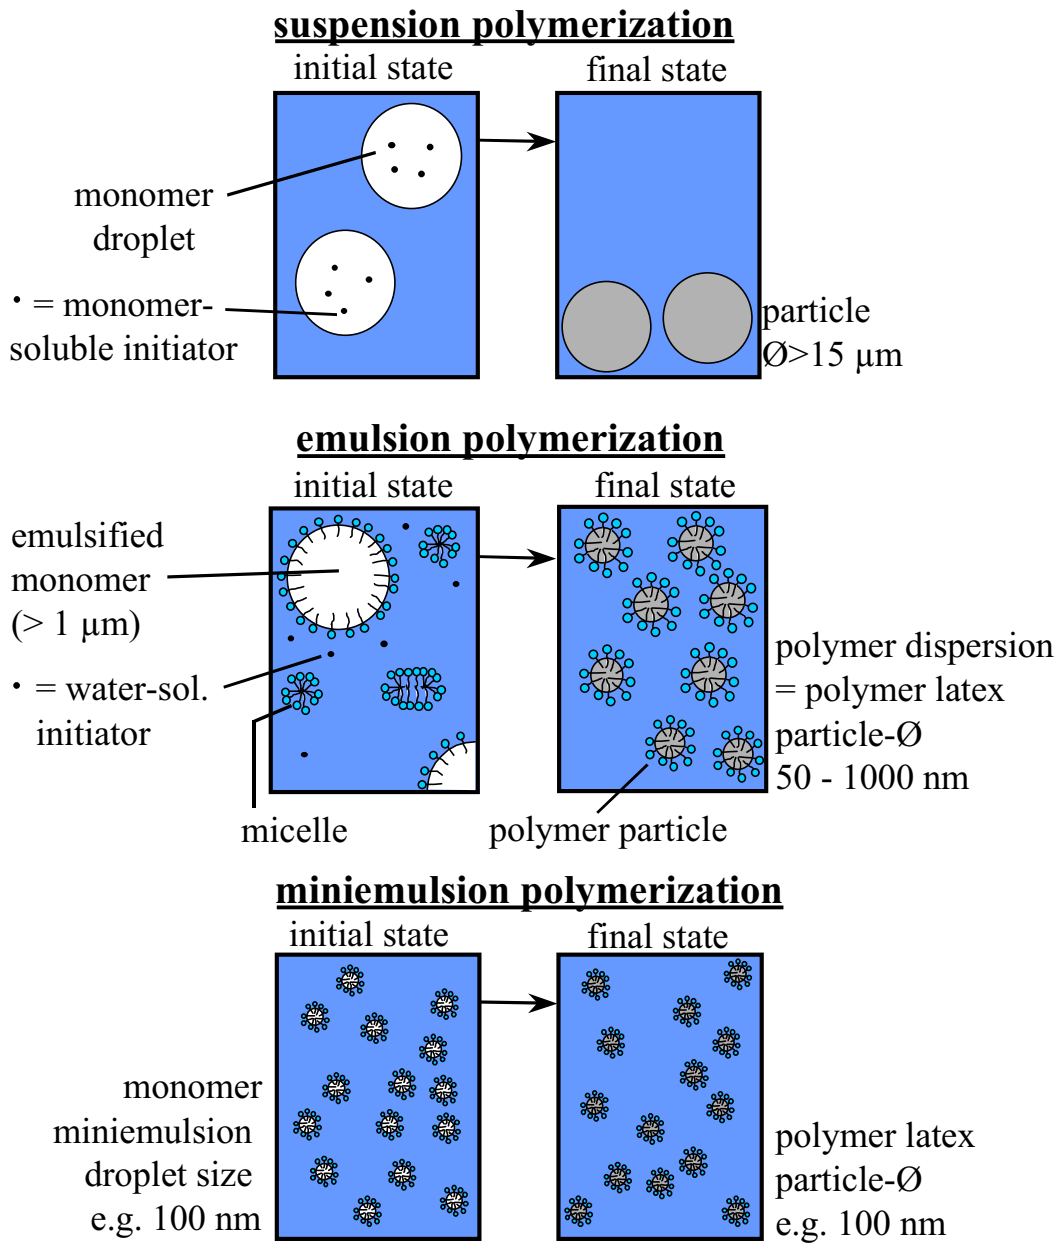 suspension polymerization
initial state
final state
monomer
droplet
· = monomer-
soluble initiator
particle
Ø>15 µm
emulsion polymerization
initial state
final state
emulsified
monomer
(> 1 µm)
· = water-sol.
initiator
micelle
polymer dispersion
= polymer latex
particle-Ø
50 - 1000 nm
polymer particle
miniemulsion polymerization
initial state
final state
monomer
miniemulsion
droplet size
e.g. 100 nm
polymer latex
particle-Ø
e.g. 100 nm